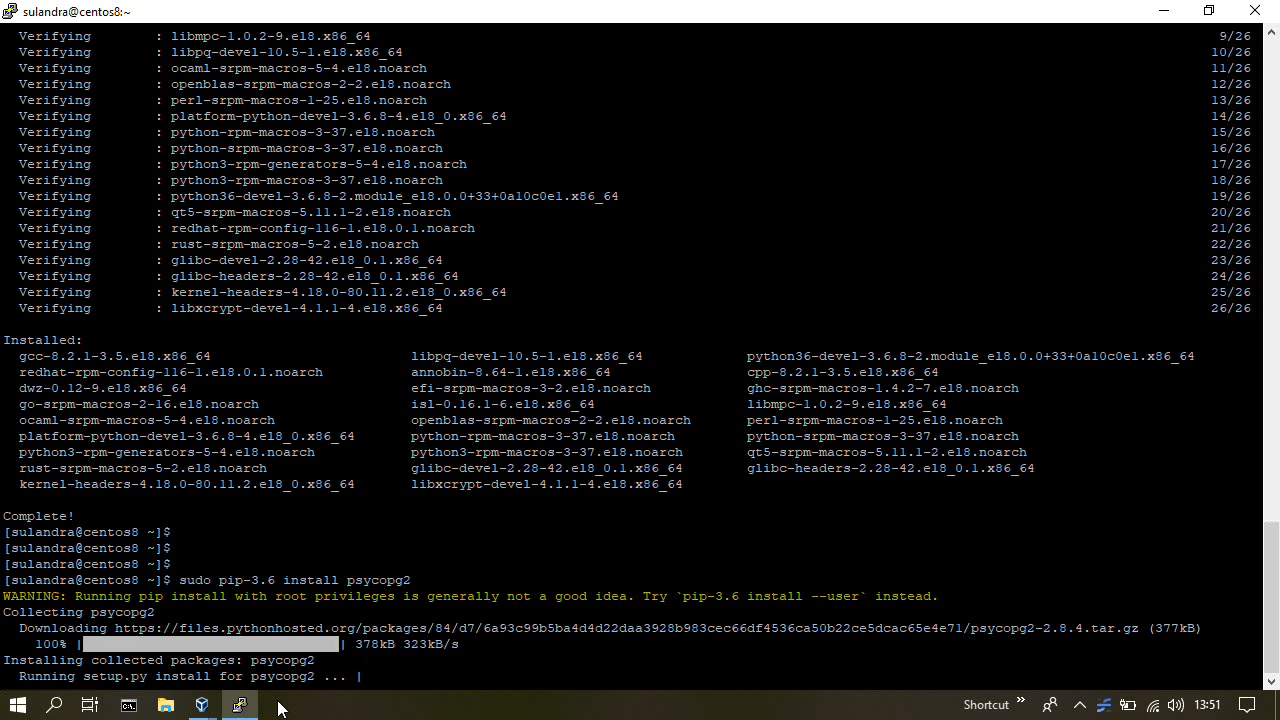 sulandra@centos8:~
Verifying : libmpc-1.0.2-9.el8.x86_64 9/26
Verifying : libpq-devel-10.5-1.el8.x86_64 10/26
Verifying : ocaml-srpm-macros-5-4.el8.noarch 11/26
Verifying : openblas-srpm-macros-2-2.el8.noarch 12/26
Verifying : perl-srpm-macros-1-25.el8.noarch 13/26
Verifying : platform-python-devel-3.6.8-4.el8_0.x86_64 14/26
Verifying : python-rpm-macros-3-37.el8.noarch 15/26
Verifying : python-srpm-macros-3-37.el8.noarch 16/26
Verifying : python3-rpm-generators-5-4.el8.noarch 17/26
Verifying : python3-rpm-macros-3-37.el8.noarch 18/26
Verifying : python36-devel-3.6.8-2.module_el8.0.0+33+0a10c0e1.x86_64 19/26
Verifying : qt5-srpm-macros-5.11.1-2.el8.noarch 20/26
Verifying : redhat-rpm-config-116-1.el8.0.1.noarch 21/26
Verifying : rust-srpm-macros-5-2.el8.noarch 22/26
Verifying : glibc-devel-2.28-42.el8_0.1.x86_64 23/26
Verifying : glibc-headers-2.28-42.el8_0.1.x86_64 24/26
Verifying : kernel-headers-4.18.0-80.11.2.el8_0.x86_64 25/26
Verifying : libxcrypt-devel-4.1.1-4.el8.x86_64 26/26
Installed:
gcc-8.2.1-3.5.el8.x86_64 libpq-devel-10.5-1.el8.x86_64 python36-devel-3.6.8-2.module_el8.0.0+33+0a10c0e1.x86_64
redhat-rpm-config-116-1.el8.0.1.noarch annobin-8.64-1.el8.x86_64 cpp-8.2.1-3.5.el8.x86_64
dwz-0.12-9.el8.x86_64 efi-srpm-macros-3-2.el8.noarch ghc-srpm-macros-1.4.2-7.el8.noarch
go-srpm-macros-2-16.el8.noarch isl-0.16.1-6.el8.x86_64 libmpc-1.0.2-9.el8.x86_64
ocaml-srpm-macros-5-4.el8.noarch openblas-srpm-macros-2-2.el8.noarch perl-srpm-macros-1-25.el8.noarch
platform-python-devel-3.6.8-4.el8_0.x86_64 python-rpm-macros-3-37.el8.noarch python-srpm-macros-3-37.el8.noarch
python3-rpm-generators-5-4.el8.noarch python3-rpm-macros-3-37.el8.noarch qt5-srpm-macros-5.11.1-2.el8.noarch
rust-srpm-macros-5-2.el8.noarch glibc-devel-2.28-42.el8_0.1.x86_64 glibc-headers-2.28-42.el8_0.1.x86_64
kernel-headers-4.18.0-80.11.2.el8_0.x86_64 libxcrypt-devel-4.1.1-4.el8.x86_64
Complete!
[sulandra@centos8 ~]$
[sulandra@centos8 ~]$
[sulandra@centos8 ~]$
[sulandra@centos8 ~]$ sudo pip-3.6 install psycopg2
WARNING: Running pip install with root privileges is generally not a good idea. Try `pip-3.6 install --user` instead.
Collecting psycopg2
Downloading https://files.pythonhosted.org/packages/84/d7/6a93c99b5ba4d4d22daa3928b983cec66df4536ca50b22ce5dcac65e4e71/psycopg2-2.8.4.tar.gz (377kB)
100% | | 378kB 323kB/s
Installing collected packages: psycopg2
Running setup.py install for psycopg2 ... |
Shortcut » 13:51